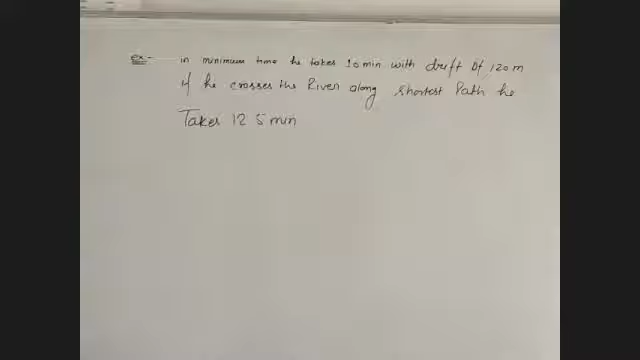 ex- in minimum time he takes 10 min with drift of 120 m
if he crosses the River along shortest Path he
Takes 12 5 min